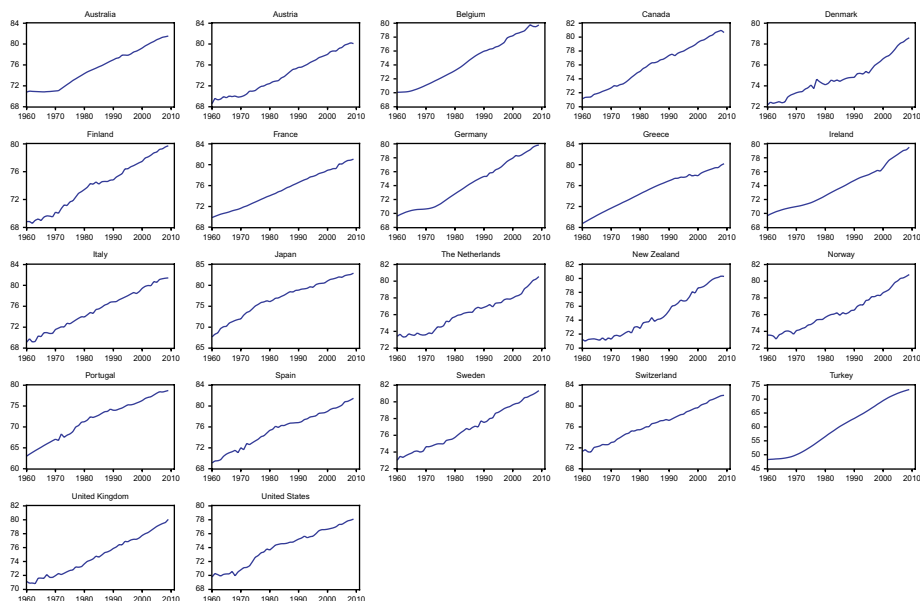 Australia
84
80
76
72
68
1960 1970 1980 1990 2000 2010
Austria
84
80
76
72
68
1960 1970 1980 1990 2000 2010
Belgium
80
78
76
74
72
70
68
1960 1970 1980 1990 2000 2010
Canada
82
80
78
76
74
72
70
1960 1970 1980 1990 2000 2010
Denmark
80
78
76
74
72
1960 1970 1980 1990 2000 2010
Finland
80
76
72
68
1960 1970 1980 1990 2000 2010
France
84
80
76
72
68
1960 1970 1980 1990 2000 2010
Germany
80
78
76
74
72
70
68
1960 1970 1980 1990 2000 2010
Greece
84
80
76
72
68
1960 1970 1980 1990 2000 2010
Ireland
80
78
76
74
72
70
68
1960 1970 1980 1990 2000 2010
Italy
84
80
76
72
68
1960 1970 1980 1990 2000 2010
Japan
85
80
75
70
65
1960 1970 1980 1990 2000 2010
The Netherlands
82
80
78
76
74
72
1960 1970 1980 1990 2000 2010
New Zealand
82
80
78
76
74
72
70
1960 1970 1980 1990 2000 2010
Norway
82
80
78
76
74
72
1960 1970 1980 1990 2000 2010
Portugal
80
75
70
65
60
1960 1970 1980 1990 2000 2010
Spain
84
80
76
72
68
1960 1970 1980 1990 2000 2010
Sweden
82
80
78
76
74
72
1960 1970 1980 1990 2000 2010
Switzerland
84
80
76
72
68
1960 1970 1980 1990 2000 2010
Turkey
75
70
65
60
55
50
45
1960 1970 1980 1990 2000 2010
United Kingdom
82
80
78
76
74
72
70
1960 1970 1980 1990 2000 2010
United States
80
78
76
74
72
70
68
1960 1970 1980 1990 2000 2010